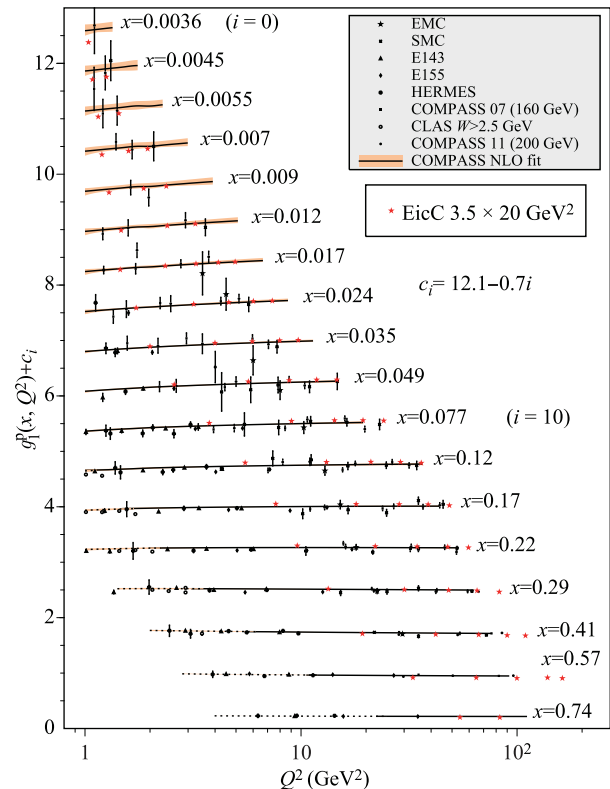 x=0.0036 (i = 0)
x=0.0045
x=0.0055
x=0.007
x=0.009
x=0.012
x=0.017
x=0.024
x=0.035
x=0.049
x=0.077 (i = 10)
x=0.12
x=0.17
x=0.22
x=0.29
x=0.41
x=0.57
x=0.74
EMC
SMC
E143
E155
HERMES
COMPASS 07 (160 GeV)
CLAS W>2.5 GeV
COMPASS 11 (200 GeV)
COMPASS NLO fit
EicC 3.5 × 20 GeV²
cᵢ= 12.1–0.7i
g₁ᵖ(x, Q²)+cᵢ
12
10
8
6
4
2
0
1
10
10²
Q² (GeV²)